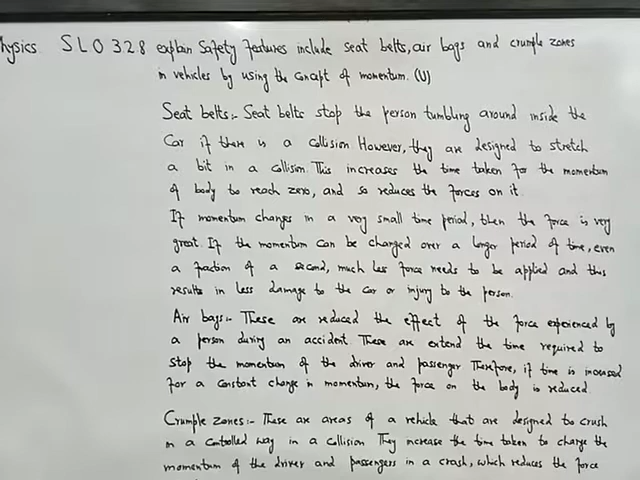 hysics SLO 328 explain Safety features include seat belts, air bags and crumple zones
in vehicles by using the concept of momentum. (U)
Seat belts:- Seat belts stop the person tumbling around inside the
Car if there is a collision However, they are designed to stretch
a bit in a collision. This increases the time taken for the momentum
of body to reach zero, and so reduces the forces on it.
If momentum changes in a very small time period, then the force is very
great. If the momentum can be changed over a longer period of time, even
a fraction of a second, much less force needs to be applied and this
results in less damage to the car or injury to the person.
Air bags:- These are reduced the effect of the force experienced by
a person during an accident. These are extend the time required to
stop the momentum of the driver and passenger Therefore, if time is increased
for a constant change in momentum, the force on the body is reduced
Crumple zones:- These are areas of a vehicle that are designed to crush
in a controlled way in a collision They increase the time taken to change the
momentum of the driver and passengers in a crash, which reduces the force